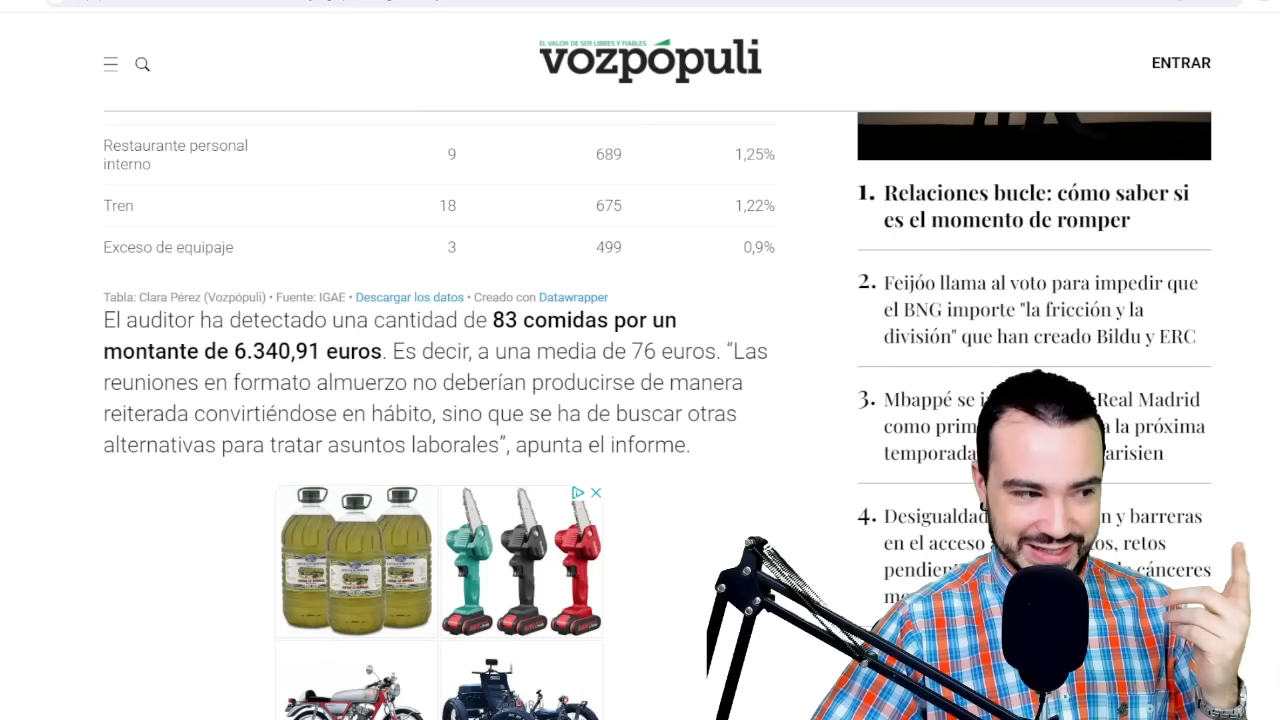 EL VALOR DE SER LIBRES Y FIABLES
vozpópuli
ENTRAR
Restaurante personal
interno
9
689
1,25%
Tren
18
675
1,22%
Exceso de equipaje
3
499
0,9%
Tabla: Clara Pérez (Vozpópuli) • Fuente: IGAE • Descargar los datos • Creado con Datawrapper
El auditor ha detectado una cantidad de 83 comidas por un
montante de 6.340,91 euros. Es decir, a una media de 76 euros. “Las
reuniones en formato almuerzo no deberían producirse de manera
reiterada convirtiéndose en hábito, sino que se ha de buscar otras
alternativas para tratar asuntos laborales”, apunta el informe.
1. Relaciones bucle: cómo saber si
es el momento de romper
2. Feijóo llama al voto para impedir que
el BNG importe "la fricción y la
división" que han creado Bildu y ERC
3. Mbappé se Real Madrid
como prim a la próxima
temporada arisien
4. Desigualdad n y barreras
en el acceso os, retos
pendien cánceres